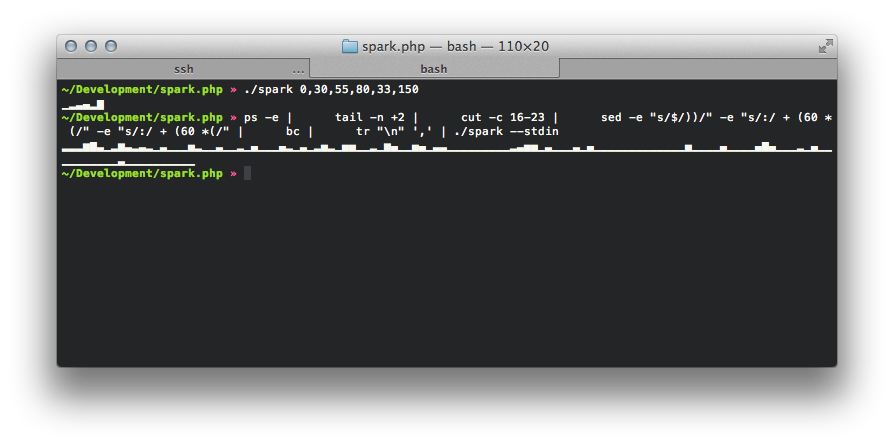 spark.php — bash — 110×20
ssh ... bash
~/Development/spark.php » ./spark 0,30,55,80,33,150
~/Development/spark.php » ps -e |      tail -n +2 |      cut -c 16-23 |      sed -e "s/$/))/" -e "s/:/ + (60 *
(/" -e "s/:/ + (60 *(/" |      bc |      tr "\n" ',' | ./spark --stdin
~/Development/spark.php »